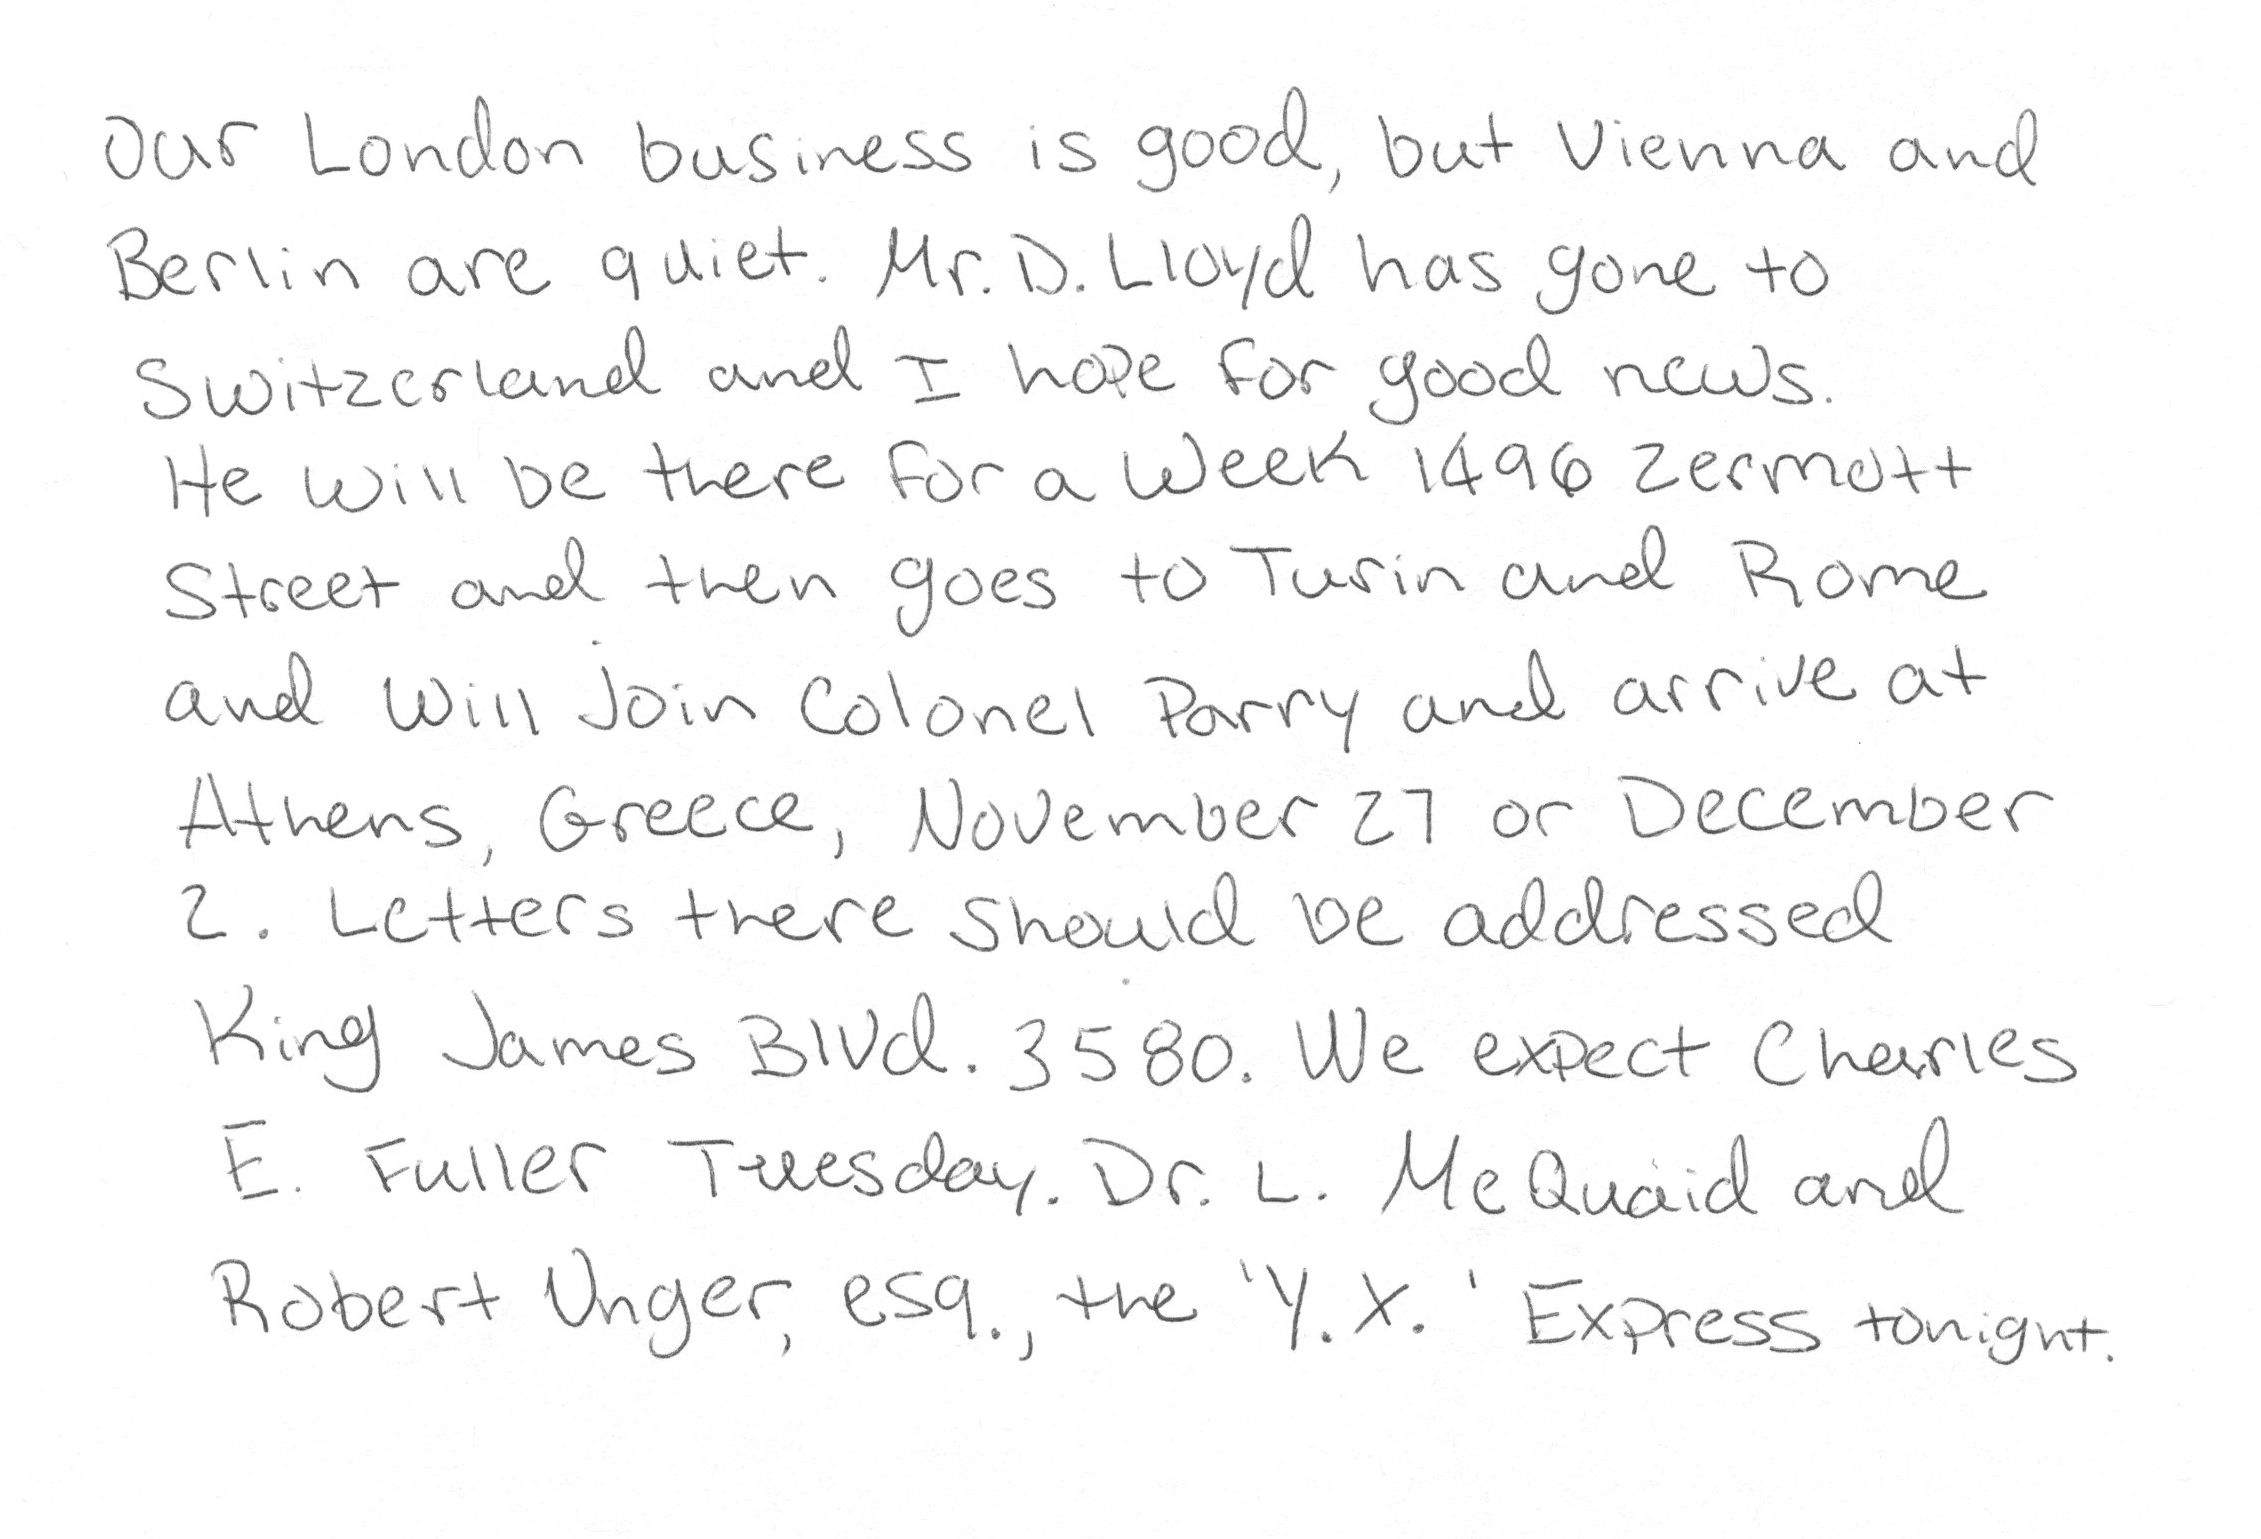 Our London business is good, but Vienna and
Berlin are quiet. Mr. D. Lloyd has gone to
Switzerland and I hope for good news.
He will be there for a week 1496 Zermott
Street and then goes to Turin and Rome
and will join Colonel Parry and arrive at
Athens, Greece, November 27 or December
2. Letters there should be addressed
King James Blvd. 3580. We expect Charles
E. Fuller Tuesday. Dr. L. McQuaid and
Robert Unger, esq., the 'Y.X.' Express tonight.